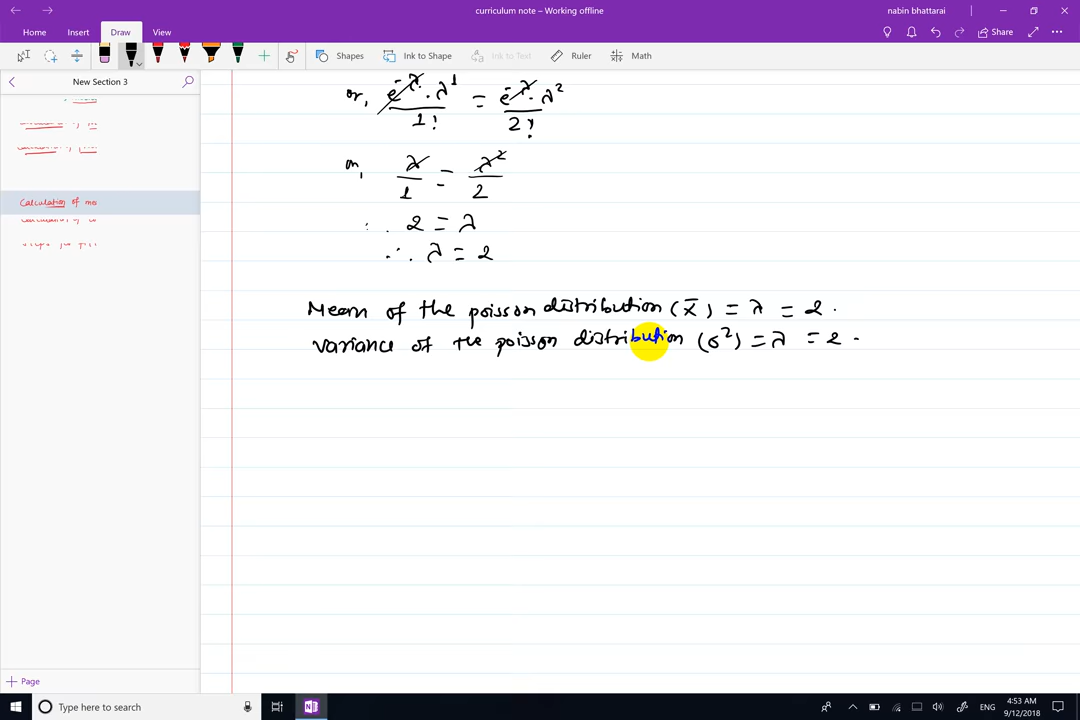 curriculum note – Working offline
nabin bhattarai
Home Insert Draw View
Share
Shapes Ink to Shape Ink to Text Ruler Math
New Section 3
Calculation of me
or, e^-λ · λ^1 / 1! = e^-λ · λ^2 / 2!
or, λ/1 = λ^2/2
∴ 2 = λ
∴ λ = 2
Mean of the poisson distribution (x̄) = λ = 2.
Variance of the poisson distribution (σ²) = λ = 2.
Page
Type here to search
ENG
4:53 AM
9/12/2018